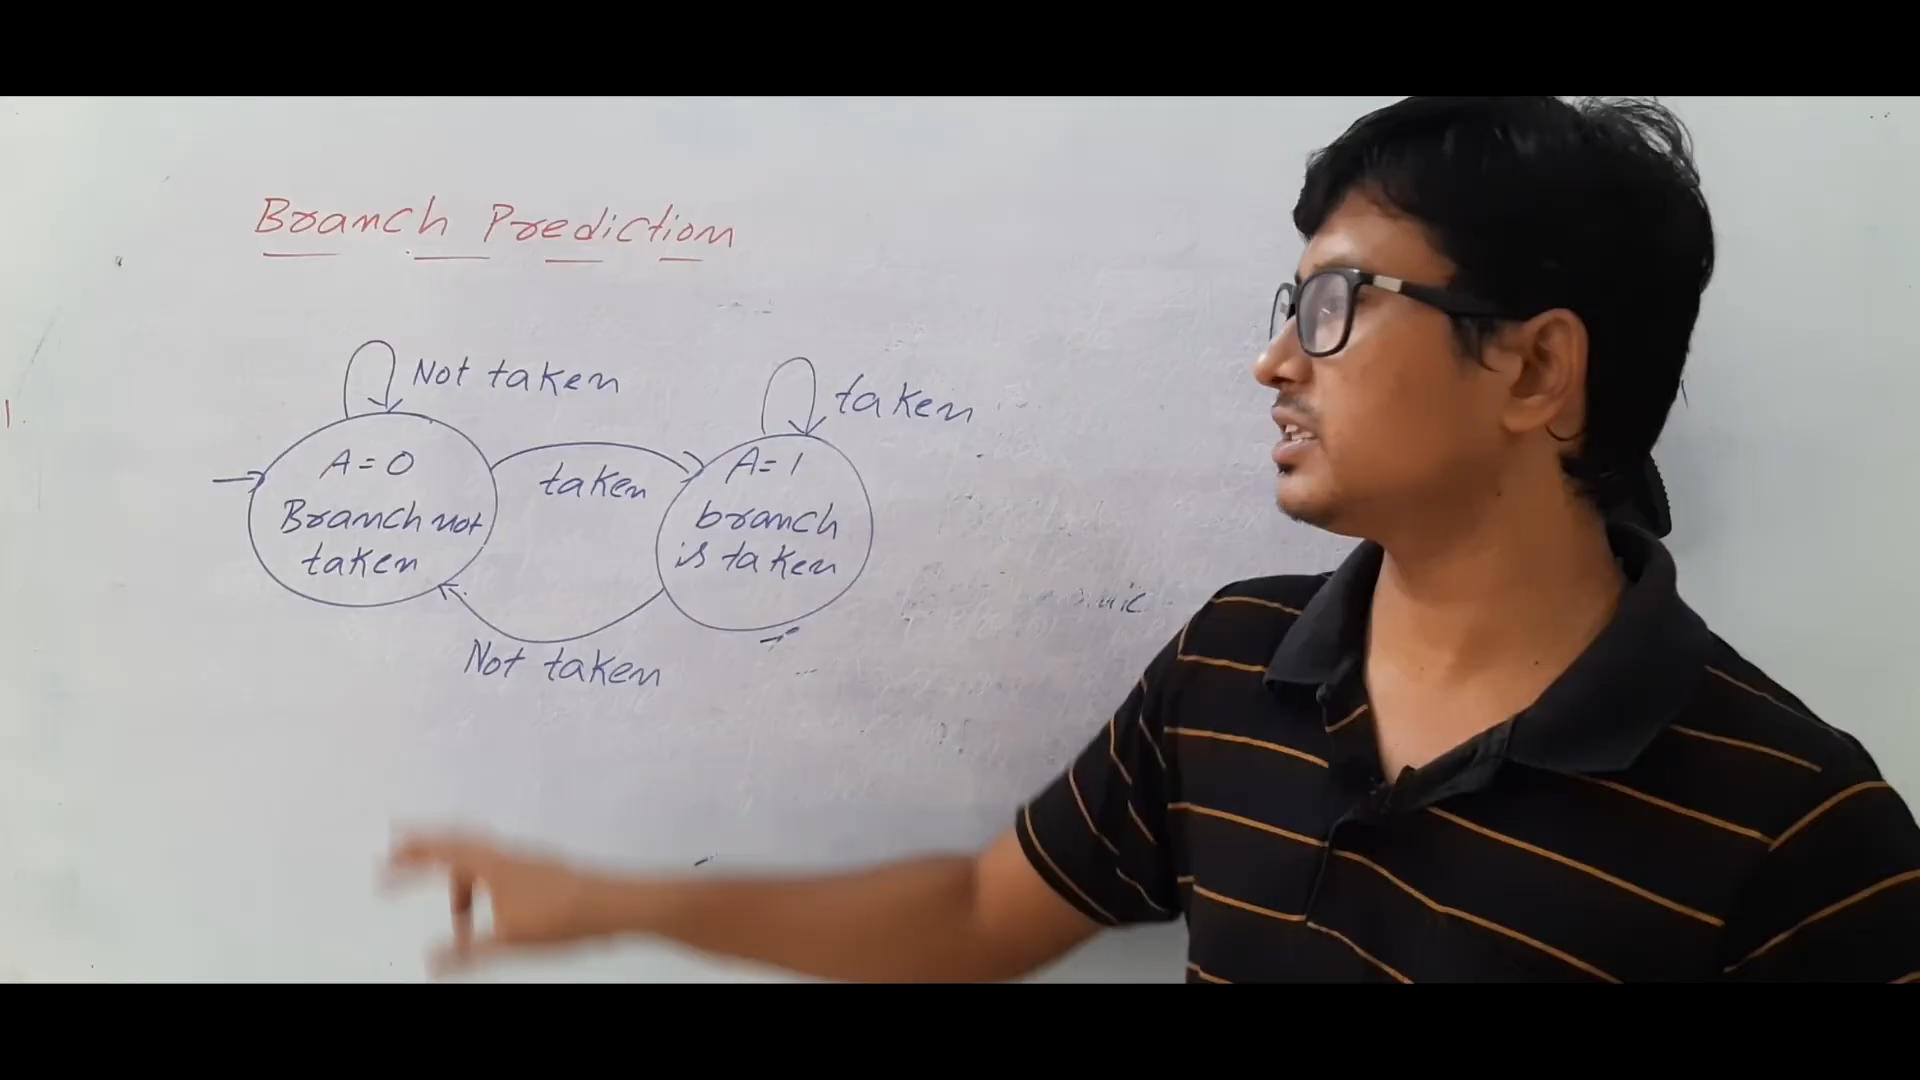 Branch Prediction
Not taken
taken
A = 0
Branch not
taken
taken
A = 1
branch
is taken
Not taken